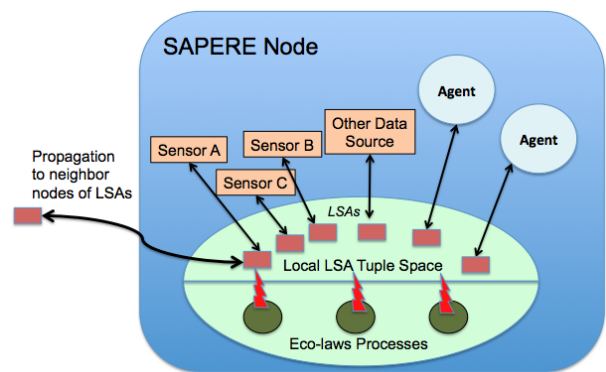 SAPERE Node
Agent
Agent
Other Data
Source
Sensor B
Sensor A
Sensor C
Propagation
to neighbor
nodes of LSAs
LSAs
Local LSA Tuple Space
Eco-laws Processes